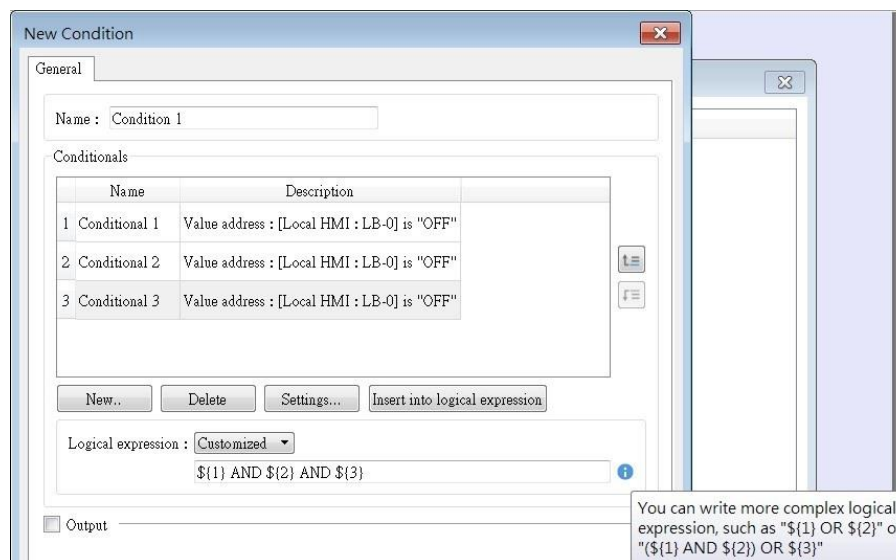 New Condition
General
Name : Condition 1
Conditionals
Name Description
1 Conditional 1 Value address : [Local HMI : LB-0] is "OFF"
2 Conditional 2 Value address : [Local HMI : LB-0] is "OFF"
3 Conditional 3 Value address : [Local HMI : LB-0] is "OFF"
New.. Delete Settings... Insert into logical expression
Logical expression : Customized
${1} AND ${2} AND ${3}
Output
You can write more complex logical
expression, such as "${1} OR ${2}" o
"(${1} AND ${2}) OR ${3}"